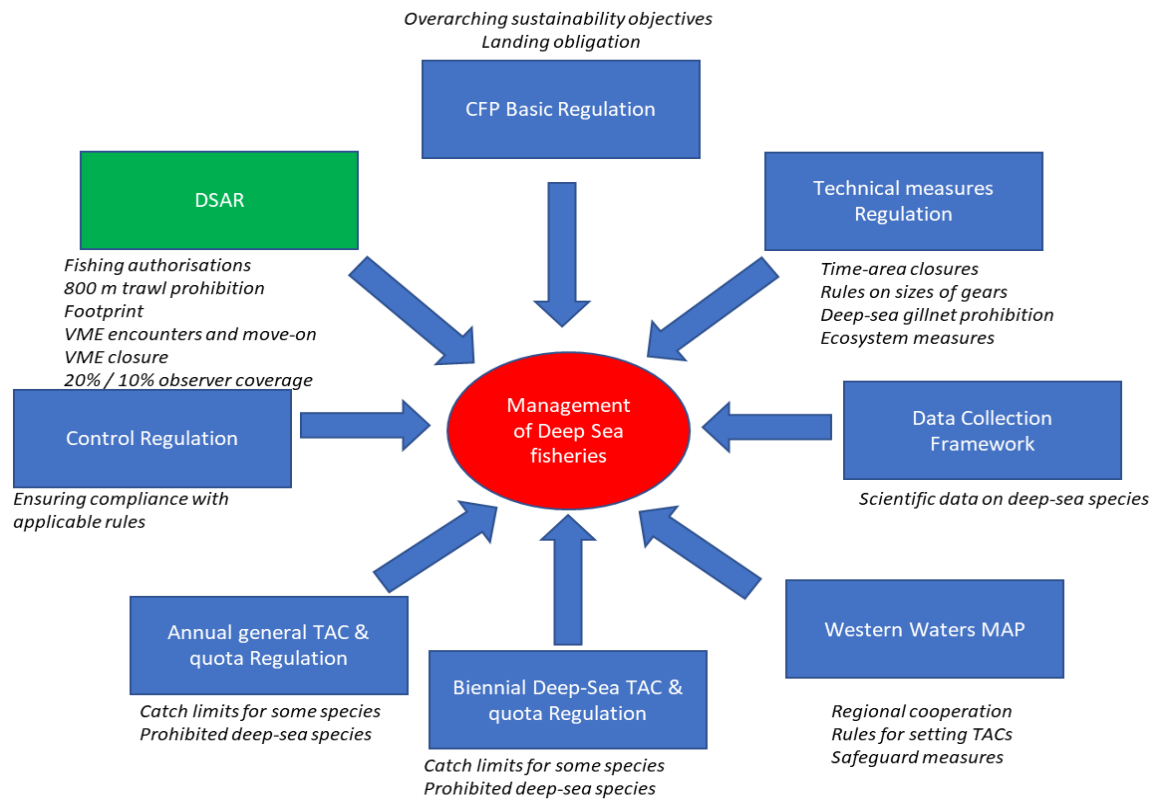 Overarching sustainability objectives
Landing obligation
CFP Basic Regulation
DSAR
Fishing authorisations
800 m trawl prohibition
Footprint
VME encounters and move-on
VME closure
20% / 10% observer coverage
Technical measures
Regulation
Time-area closures
Rules on sizes of gears
Deep-sea gillnet prohibition
Ecosystem measures
Management
of Deep Sea
fisheries
Control Regulation
Ensuring compliance with
applicable rules
Data Collection
Framework
Scientific data on deep-sea species
Annual general TAC &
quota Regulation
Catch limits for some species
Prohibited deep-sea species
Biennial Deep-Sea TAC &
quota Regulation
Catch limits for some species
Prohibited deep-sea species
Western Waters MAP
Regional cooperation
Rules for setting TACs
Safeguard measures